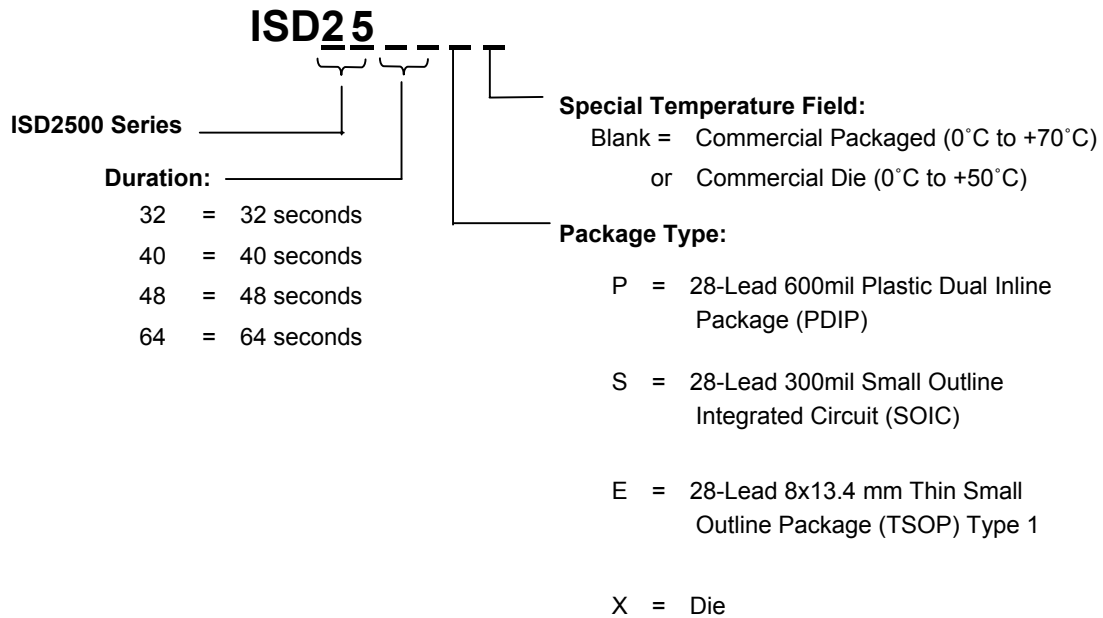 ISD25
ISD2500 Series
Duration:
32 = 32 seconds
40 = 40 seconds
48 = 48 seconds
64 = 64 seconds
Special Temperature Field:
Blank = Commercial Packaged (0˚C to +70˚C)
or Commercial Die (0˚C to +50˚C)
Package Type:
P = 28-Lead 600mil Plastic Dual Inline
Package (PDIP)
S = 28-Lead 300mil Small Outline
Integrated Circuit (SOIC)
E = 28-Lead 8x13.4 mm Thin Small
Outline Package (TSOP) Type 1
X = Die